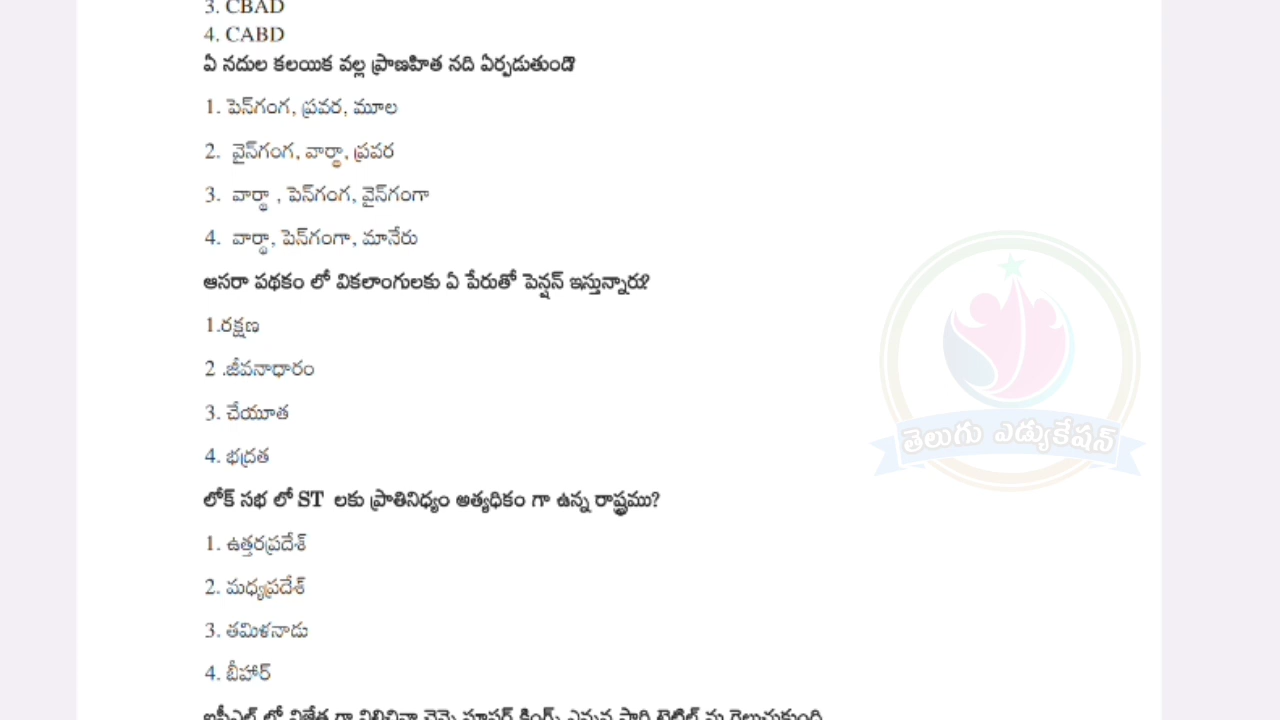 3. CBAD
4. CABD
ఏ నదుల కలయిక వల్ల ప్రాణహిత నది ఏర్పడుతుంది?
1. పెన్‌గంగ, ప్రవర, మూల
2. వైన్‌గంగ, వార్థా, ప్రవర
3. వార్థా , పెన్‌గంగ, వైన్‌గంగా
4. వార్థా, పెన్‌గంగా, మానేరు
ఆసరా పథకం లో వికలాంగులకు ఏ పేరుతో పెన్షన్ ఇస్తున్నారు?
1.రక్షణ
2 .జీవనాధారం
3. చేయూత
4. భద్రత
తెలుగు ఎడ్యుకేషన్
లోక్ సభ లో ST లకు ప్రాతినిధ్యం అత్యధికం గా ఉన్న రాష్ట్రము?
1. ఉత్తరప్రదేశ్
2. మధ్యప్రదేశ్
3. తమిళనాడు
4. బీహార్